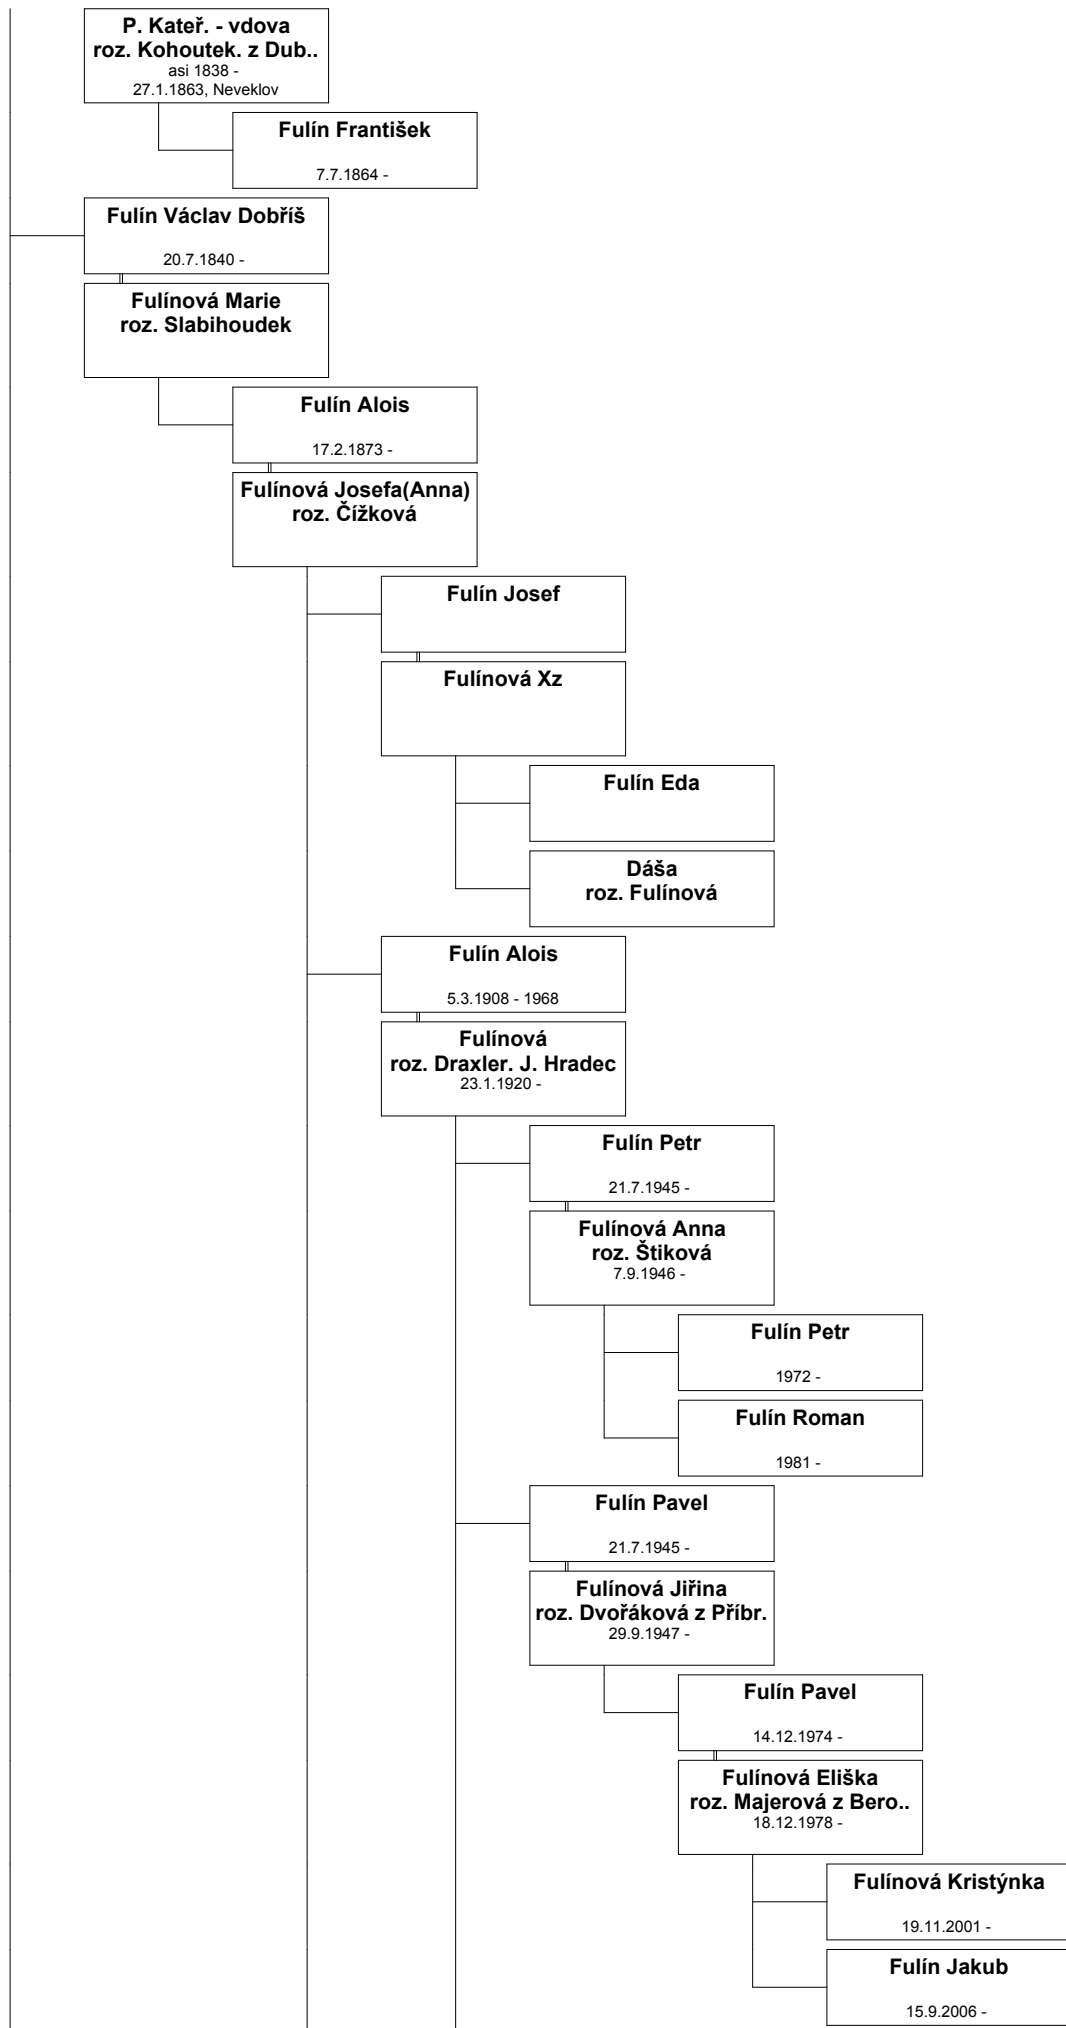 P. Kateř. - vdova
roz. Kohoutek. z Dub..
asi 1838 -
27.1.1863, Neveklov
Fulín František
7.7.1864 -
Fulín Václav Dobříš
20.7.1840 -
Fulínová Marie
roz. Slabihoudek
Fulín Alois
17.2.1873 -
Fulínová Josefa(Anna)
roz. Čížková
Fulín Josef
Fulínová Xz
Fulín Eda
Dáša
roz. Fulínová
Fulín Alois
5.3.1908 - 1968
Fulínová
roz. Draxler. J. Hradec
23.1.1920 -
Fulín Petr
21.7.1945 -
Fulínová Anna
roz. Štiková
7.9.1946 -
Fulín Petr
1972 -
Fulín Roman
1981 -
Fulín Pavel
21.7.1945 -
Fulínová Jiřina
roz. Dvořáková z Příbr.
29.9.1947 -
Fulín Pavel
14.12.1974 -
Fulínová Eliška
roz. Majerová z Bero..
18.12.1978 -
Fulínová Kristýnka
19.11.2001 -
Fulín Jakub
15.9.2006 -